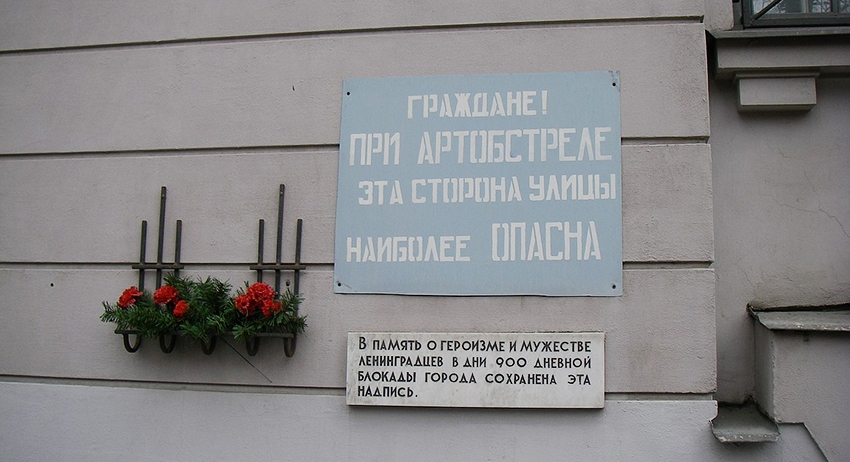 ГРАЖДАНЕ!
ПРИ АРТОБСТРЕЛЕ
ЭТА СТОРОНА УЛИЦЫ
НАИБОЛЕЕ ОПАСНА
В ПАМЯТЬ О ГЕРОИЗМЕ И МУЖЕСТВЕ
ЛЕНИНГРАДЦЕВ В ДНИ 900 ДНЕВНОЙ
БЛОКАДЫ ГОРОДА СОХРАНЕНА ЭТА
НАДПИСЬ.